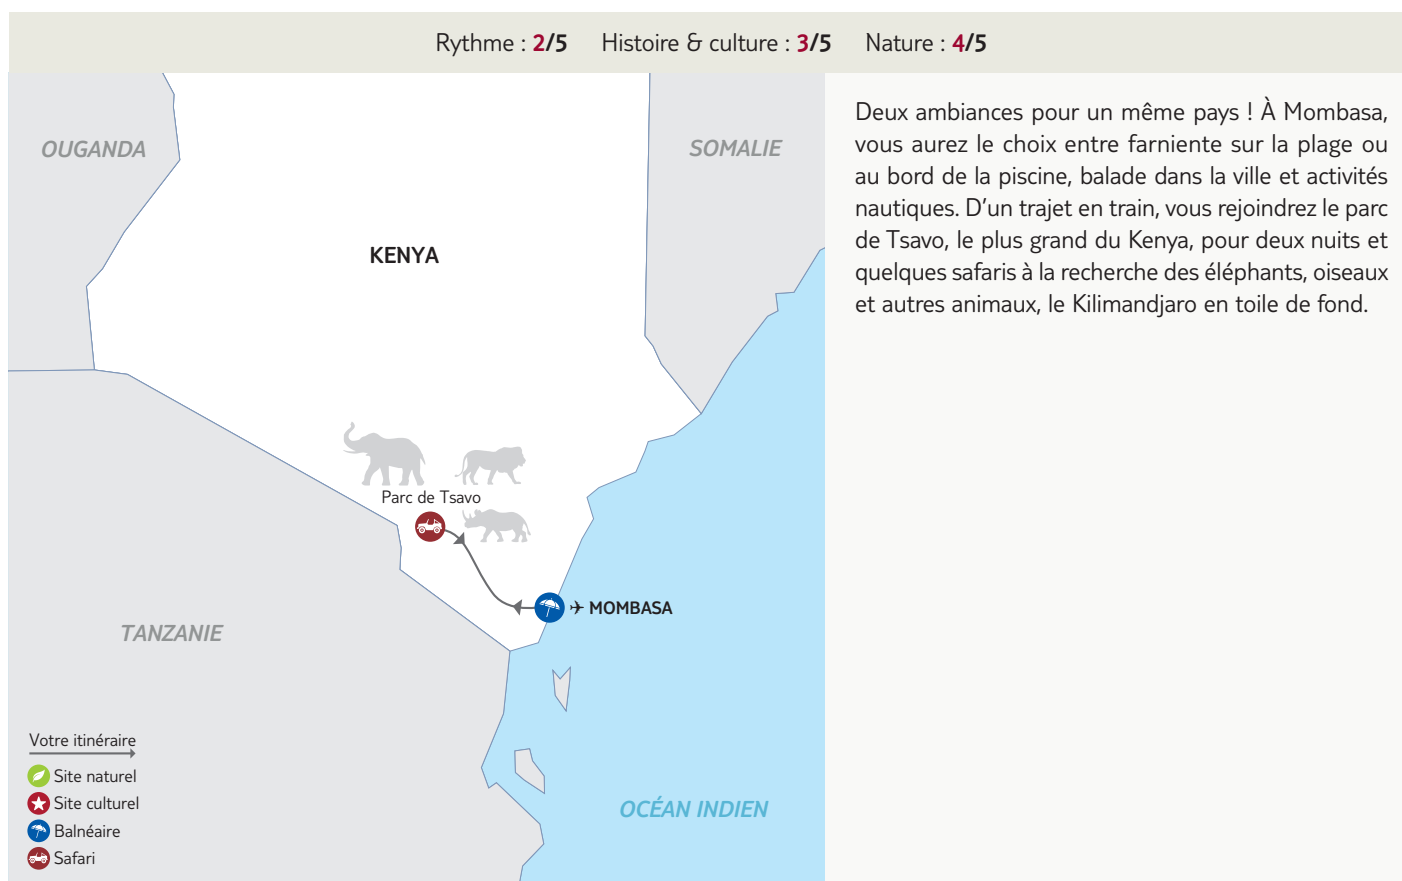 Rythme : 2/5 Histoire & culture : 3/5 Nature : 4/5
Deux ambiances pour un même pays ! À Mombasa,
vous aurez le choix entre farniente sur la plage ou
au bord de la piscine, balade dans la ville et activités
nautiques. D'un trajet en train, vous rejoindrez le parc
de Tsavo, le plus grand du Kenya, pour deux nuits et
quelques safaris à la recherche des éléphants, oiseaux
et autres animaux, le Kilimandjaro en toile de fond.
OUGANDA
SOMALIE
KENYA
Parc de Tsavo
MOMBASA
TANZANIE
OCÉAN INDIEN
Votre itinéraire
Site naturel
Site culturel
Balnéaire
Safari